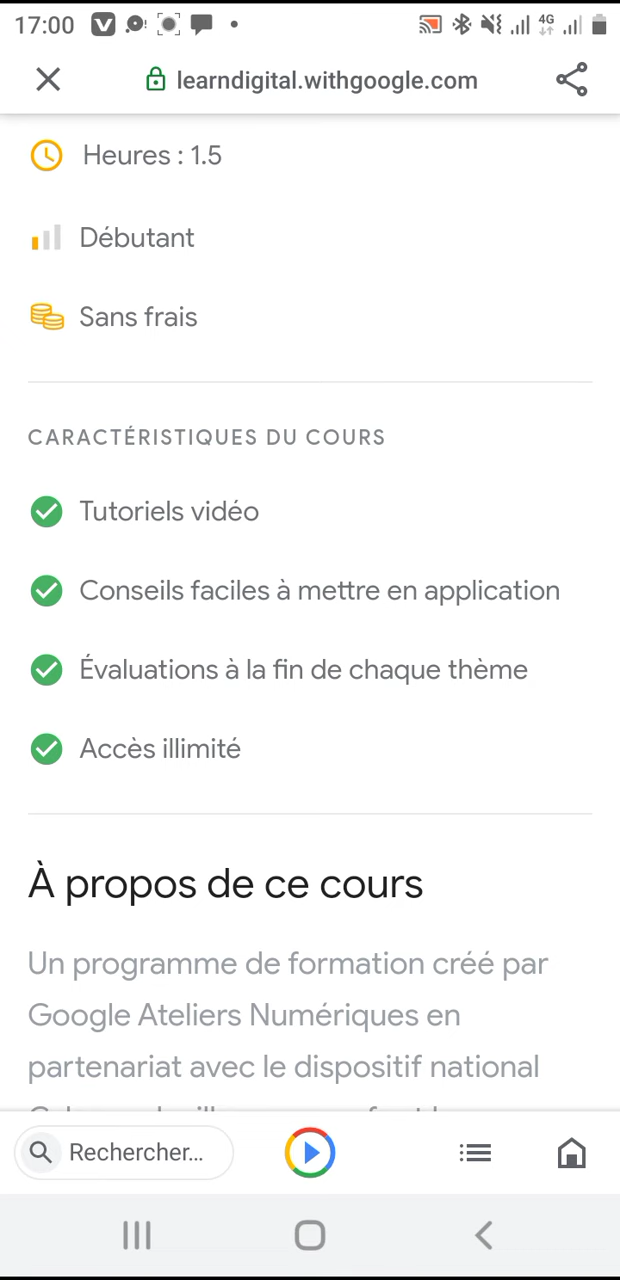 17:00
4G
learndigital.withgoogle.com
Heures : 1.5
Débutant
Sans frais
CARACTÉRISTIQUES DU COURS
Tutoriels vidéo
Conseils faciles à mettre en application
Évaluations à la fin de chaque thème
Accès illimité
À propos de ce cours
Un programme de formation créé par
Google Ateliers Numériques en
partenariat avec le dispositif national
Rechercher...